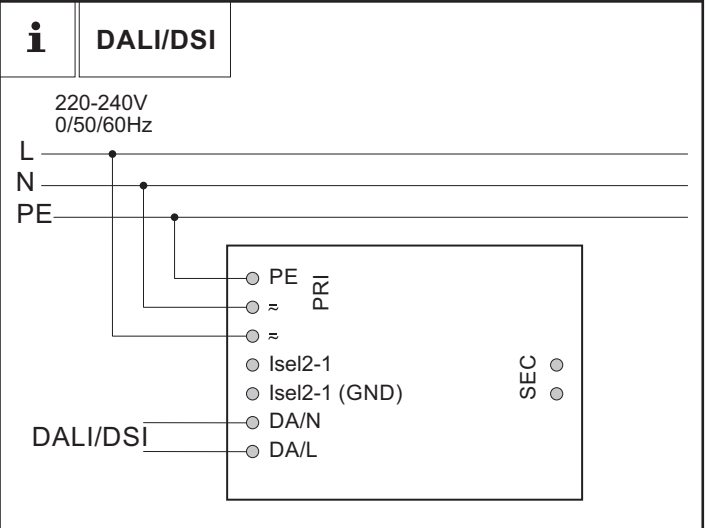 i DALI/DSI
220-240V
0/50/60Hz
L
N
PE
PE
PRI
≂
≂
Isel2-1
Isel2-1 (GND)
SEC
DA/N
DALI/DSI
DA/L